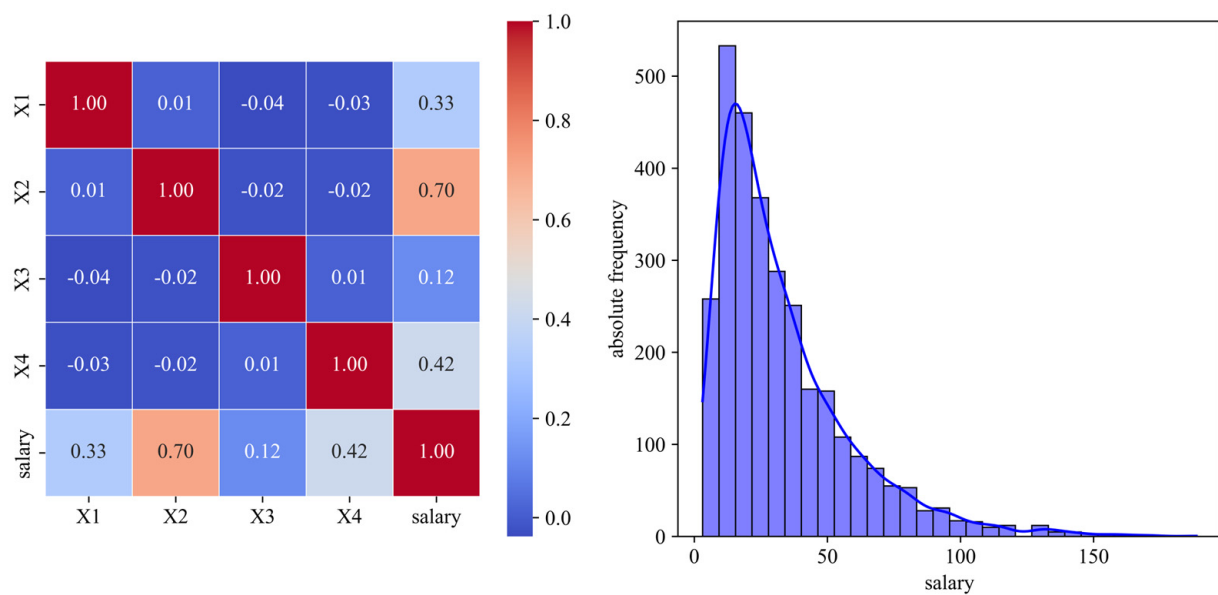 X1 1.00 0.01 -0.04 -0.03 0.33
X2 0.01 1.00 -0.02 -0.02 0.70
X3 -0.04 -0.02 1.00 0.01 0.12
X4 -0.03 -0.02 0.01 1.00 0.42
salary 0.33 0.70 0.12 0.42 1.00
X1 X2 X3 X4 salary
1.0
0.8
0.6
0.4
0.2
0.0
absolute frequency
500
400
300
200
100
0
0 50 100 150
salary